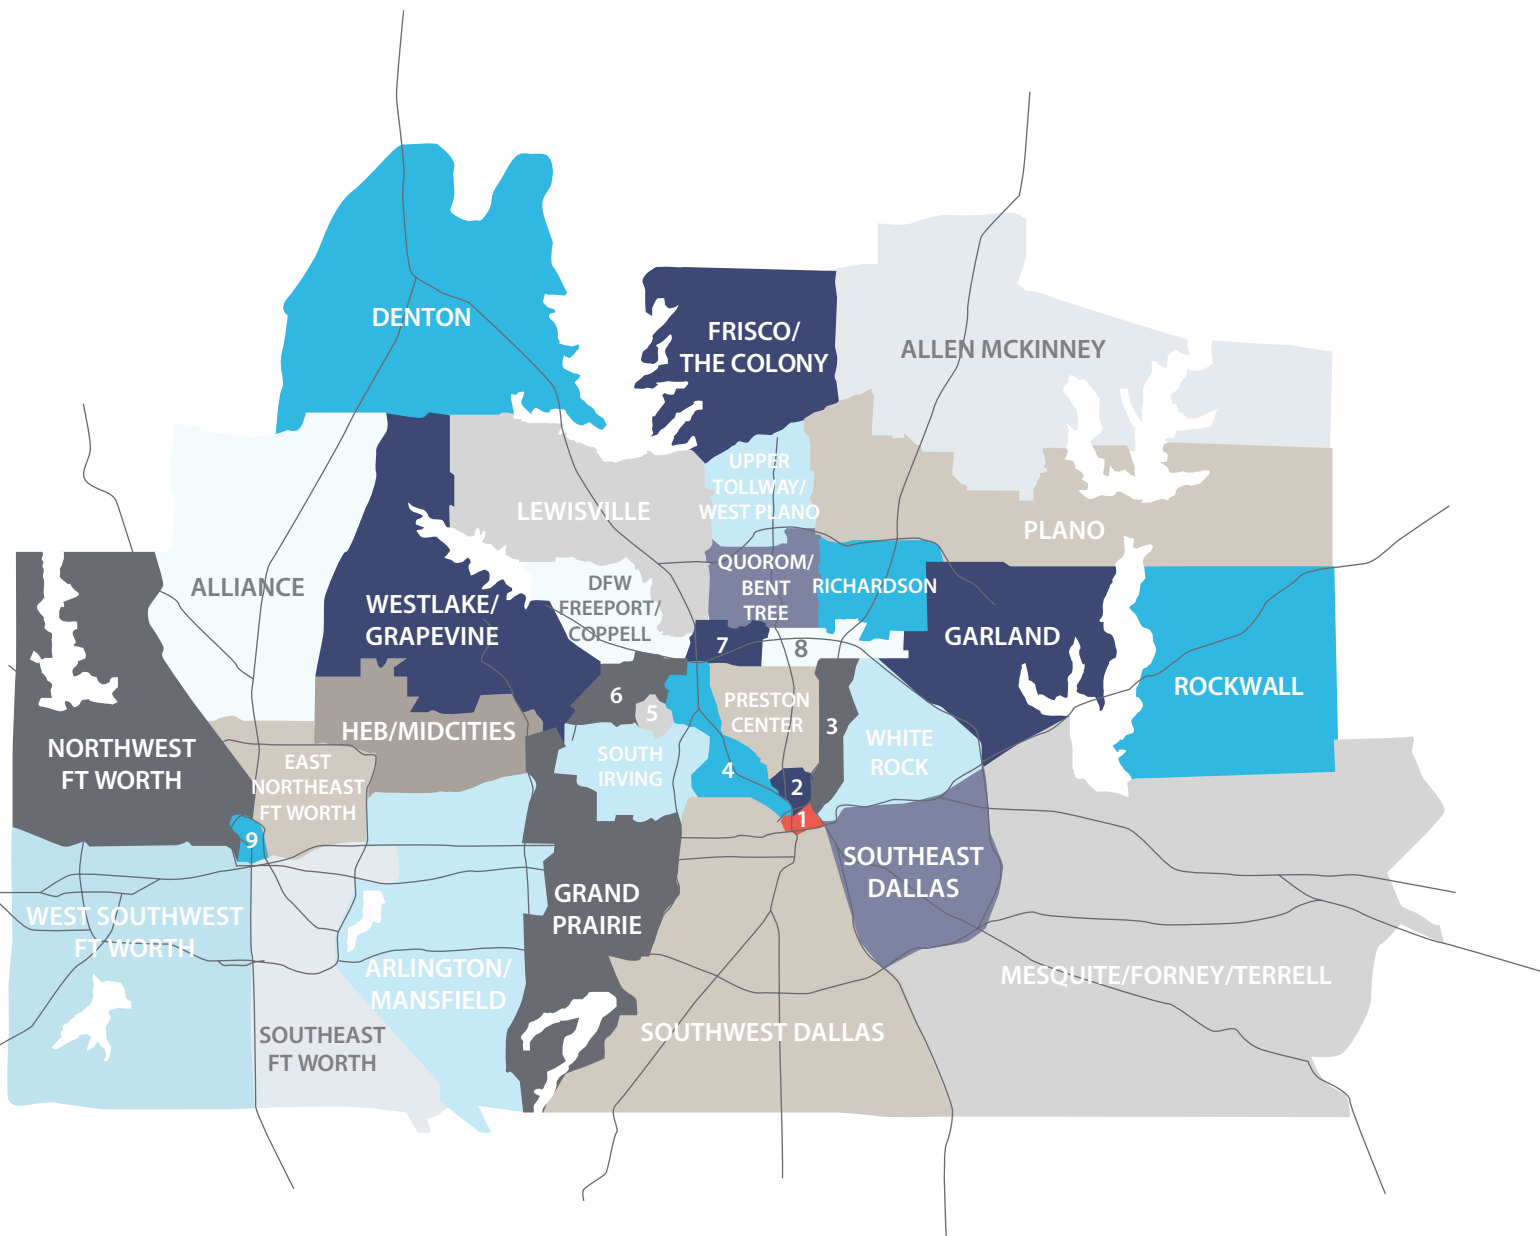 DENTON
FRISCO/
THE COLONY
ALLEN MCKINNEY
UPPER
TOLLWAY/
WEST PLANO
LEWISVILLE
PLANO
ALLIANCE
DFW
FREEPORT/
COPPELL
QUOROM/
BENT
TREE
RICHARDSON
WESTLAKE/
GRAPEVINE
GARLAND
7
8
ROCKWALL
6
5
PRESTON
CENTER
3
HEB/MIDCITIES
NORTHWEST
FT WORTH
EAST
NORTHEAST
FT WORTH
SOUTH
IRVING
4
2
WHITE
ROCK
1
9
SOUTHEAST
DALLAS
GRAND
PRAIRIE
WEST SOUTHWEST
FT WORTH
ARLINGTON/
MANSFIELD
MESQUITE/FORNEY/TERRELL
SOUTHEAST
FT WORTH
SOUTHWEST DALLAS